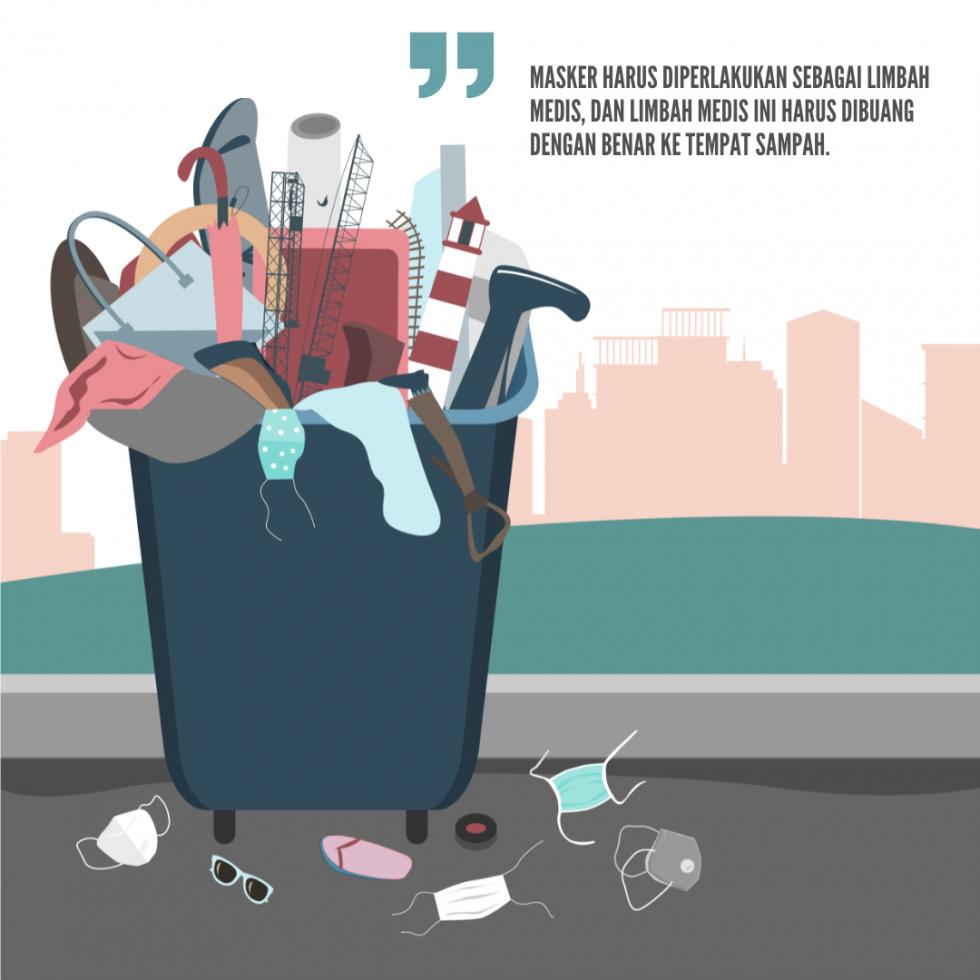 MASKER HARUS DIPERLAKUKAN SEBAGAI LIMBAH
MEDIS, DAN LIMBAH MEDIS INI HARUS DIBUANG
DENGAN BENAR KE TEMPAT SAMPAH.